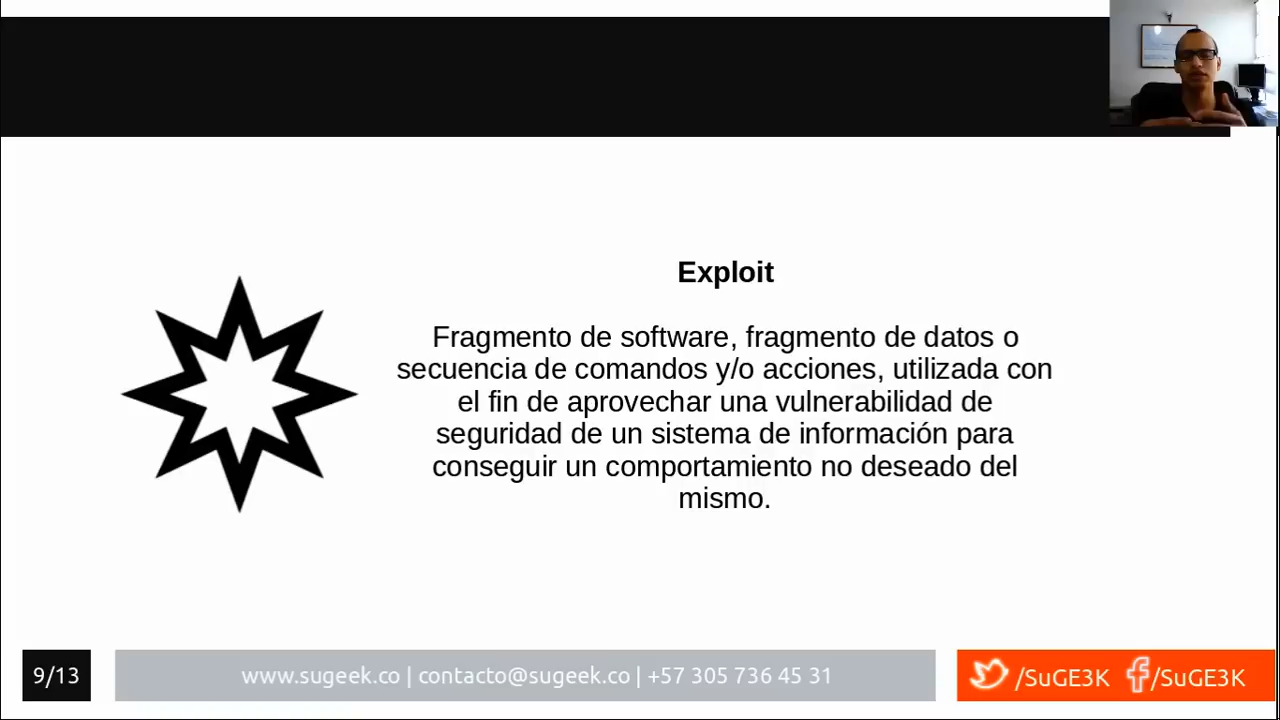 Exploit
Fragmento de software, fragmento de datos o
secuencia de comandos y/o acciones, utilizada con
el fin de aprovechar una vulnerabilidad de
seguridad de un sistema de información para
conseguir un comportamiento no deseado del
mismo.
9/13
www.sugeek.co | contacto@sugeek.co | +57 305 736 45 31
/SuGE3K
/SuGE3K